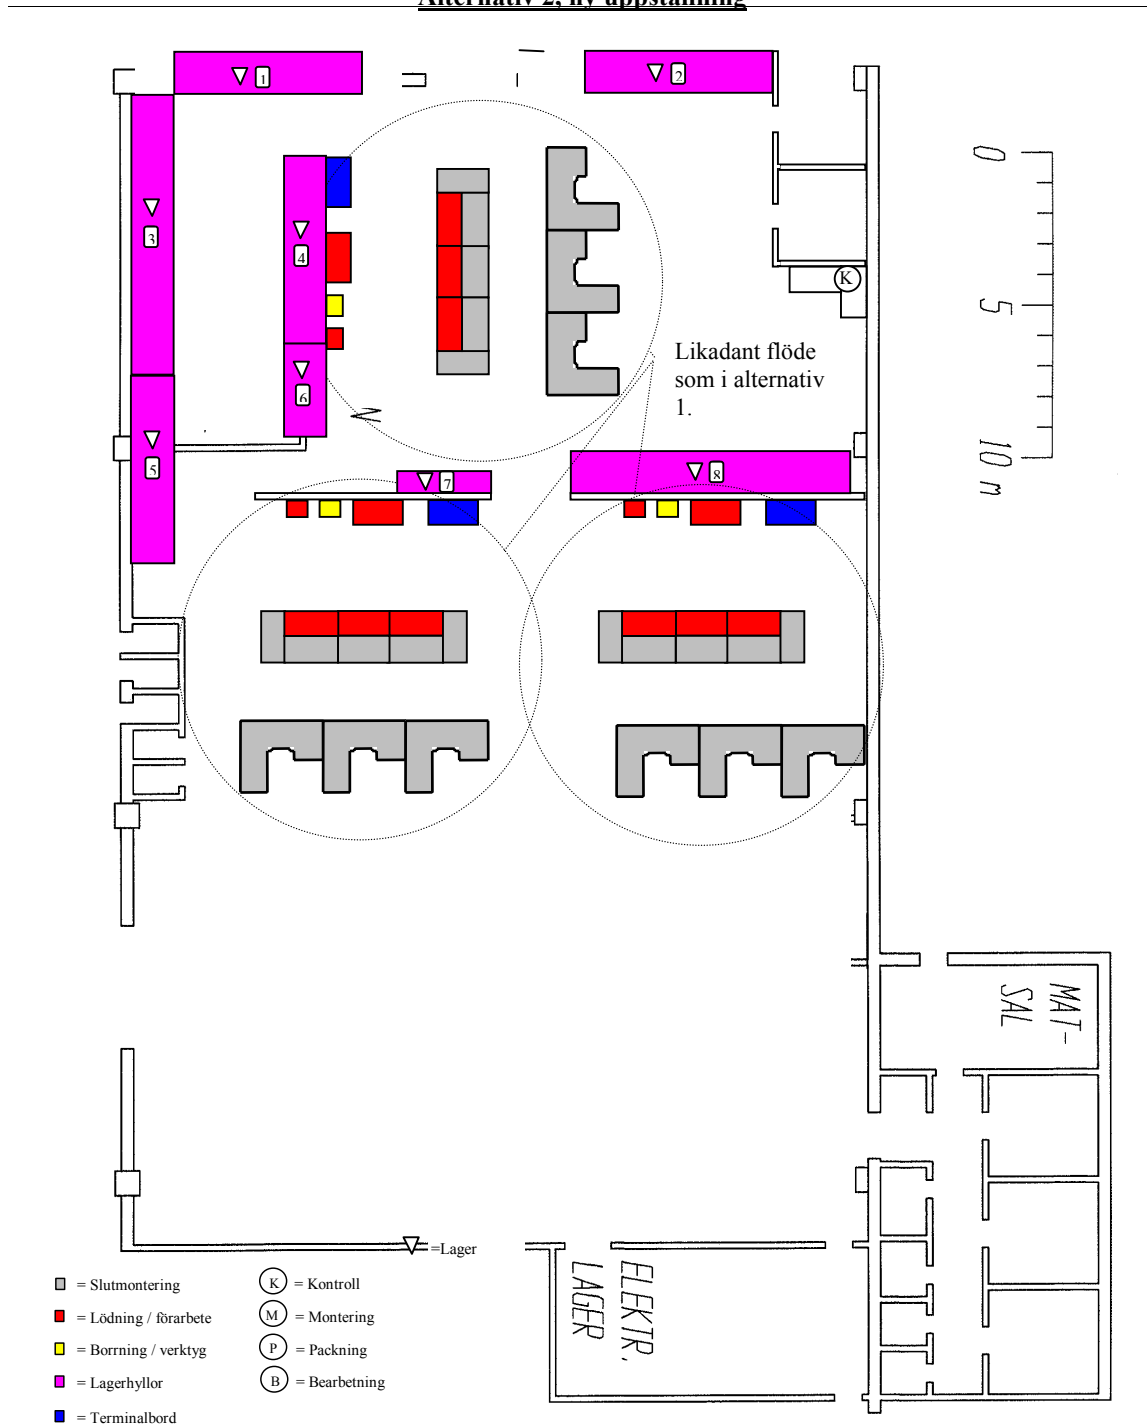 Alternativ 2, ny uppställning
1
2
3
4
K
0
5
Likadant flöde
som i alternativ
1.
6
5
10 m
7
8
MAT-
SAL
=Lager
ELEKTR.
LAGER
= Slutmontering
= Lödning / förarbete
= Borrning / verktyg
= Lagerhyllor
= Terminalbord
K = Kontroll
M = Montering
P = Packning
B = Bearbetning